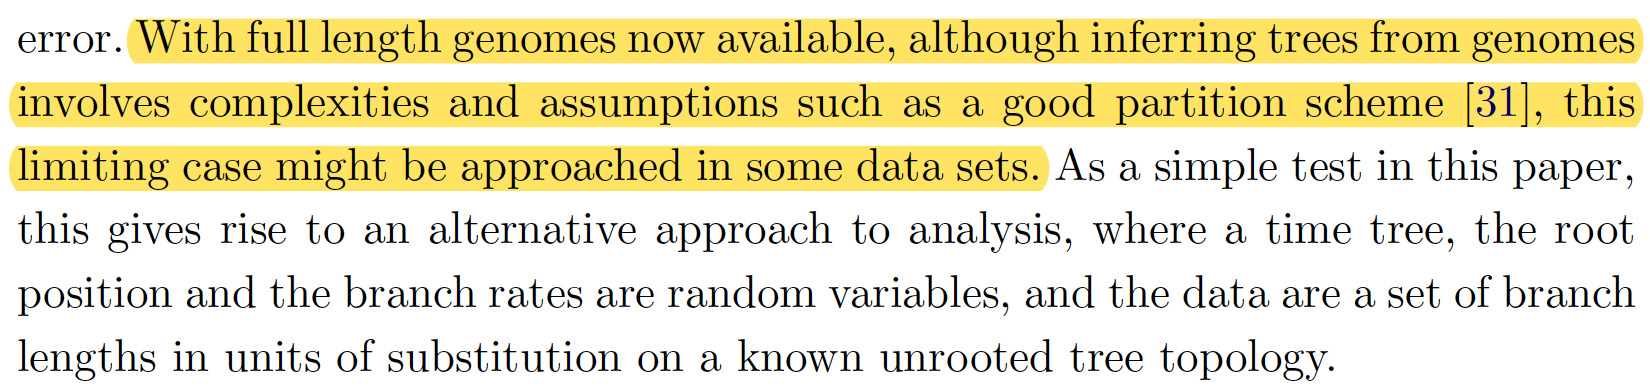 error. With full length genomes now available, although inferring trees from genomes
involves complexities and assumptions such as a good partition scheme [31], this
limiting case might be approached in some data sets. As a simple test in this paper,
this gives rise to an alternative approach to analysis, where a time tree, the root
position and the branch rates are random variables, and the data are a set of branch
lengths in units of substitution on a known unrooted tree topology.